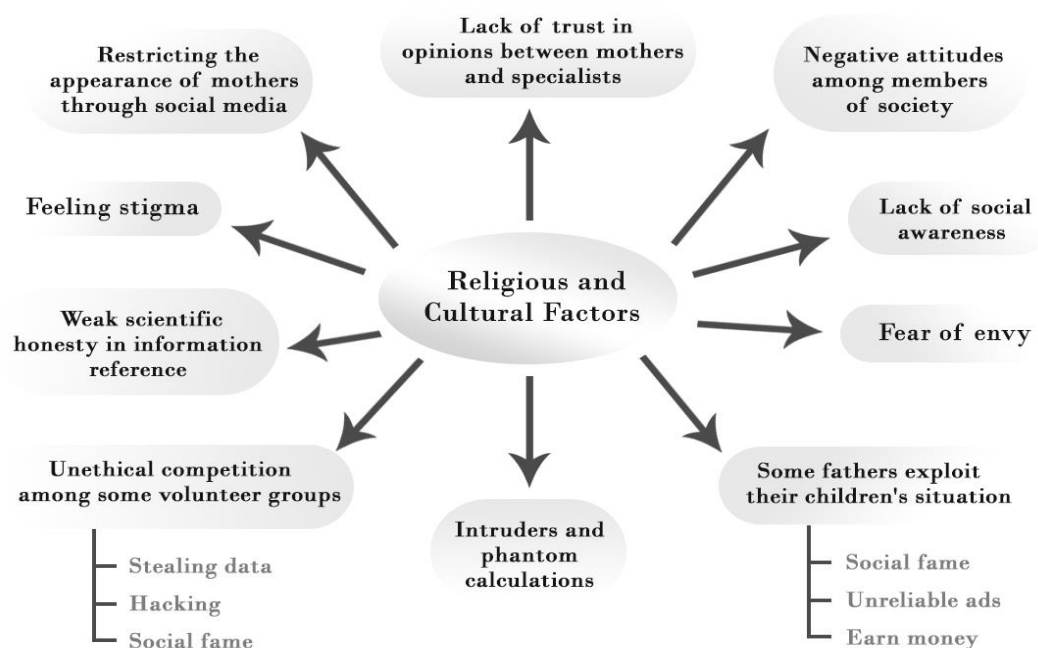 Restricting the
appearance of mothers
through social media
Lack of trust in
opinions between mothers
and specialists
Negative attitudes
among members
of society
Feeling stigma
Lack of social
awareness
Religious and
Cultural Factors
Weak scientific
honesty in information
reference
Fear of envy
Unethical competition
among some volunteer groups
Stealing data
Hacking
Social fame
Intruders and
phantom
calculations
Some fathers exploit
their children's situation
Social fame
Unreliable ads
Earn money